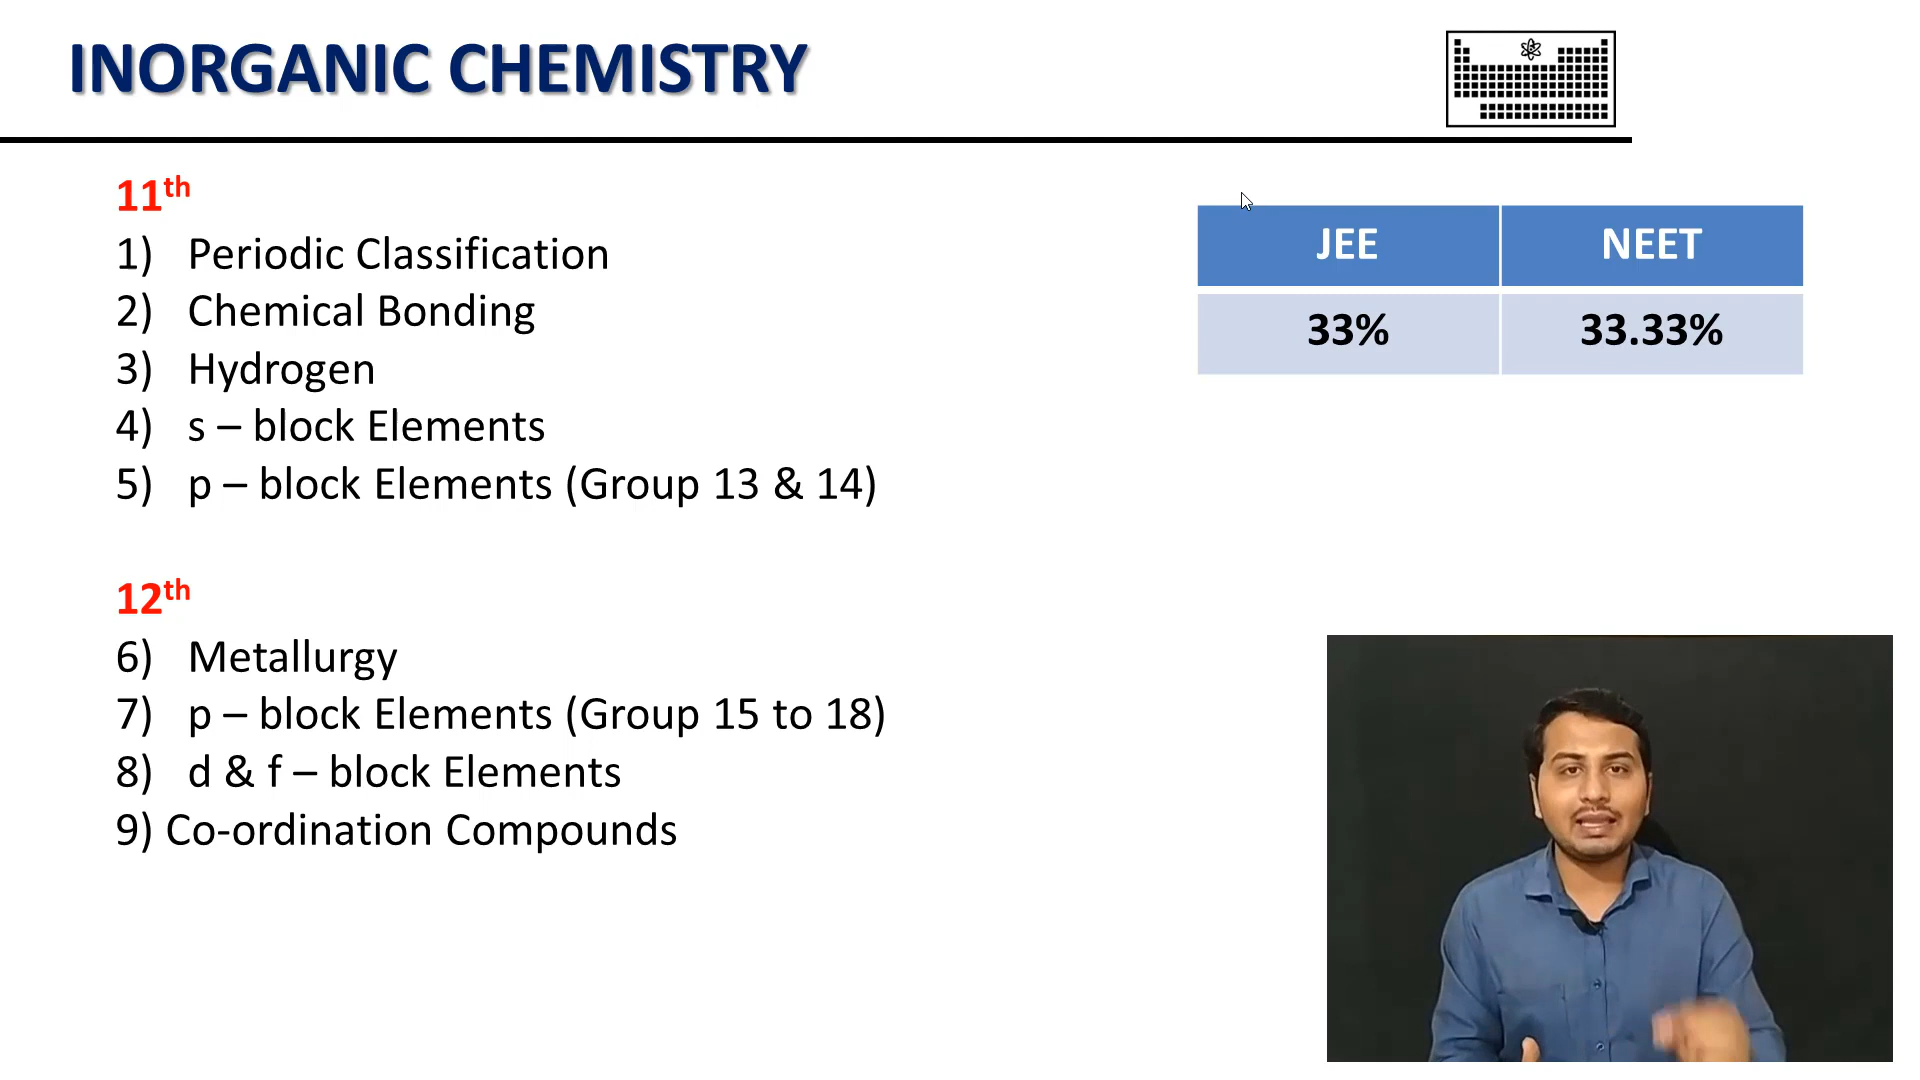 INORGANIC CHEMISTRY
11th
1) Periodic Classification
2) Chemical Bonding
3) Hydrogen
4) s – block Elements
5) p – block Elements (Group 13 & 14)
12th
6) Metallurgy
7) p – block Elements (Group 15 to 18)
8) d & f – block Elements
9) Co-ordination Compounds
JEE NEET
33% 33.33%